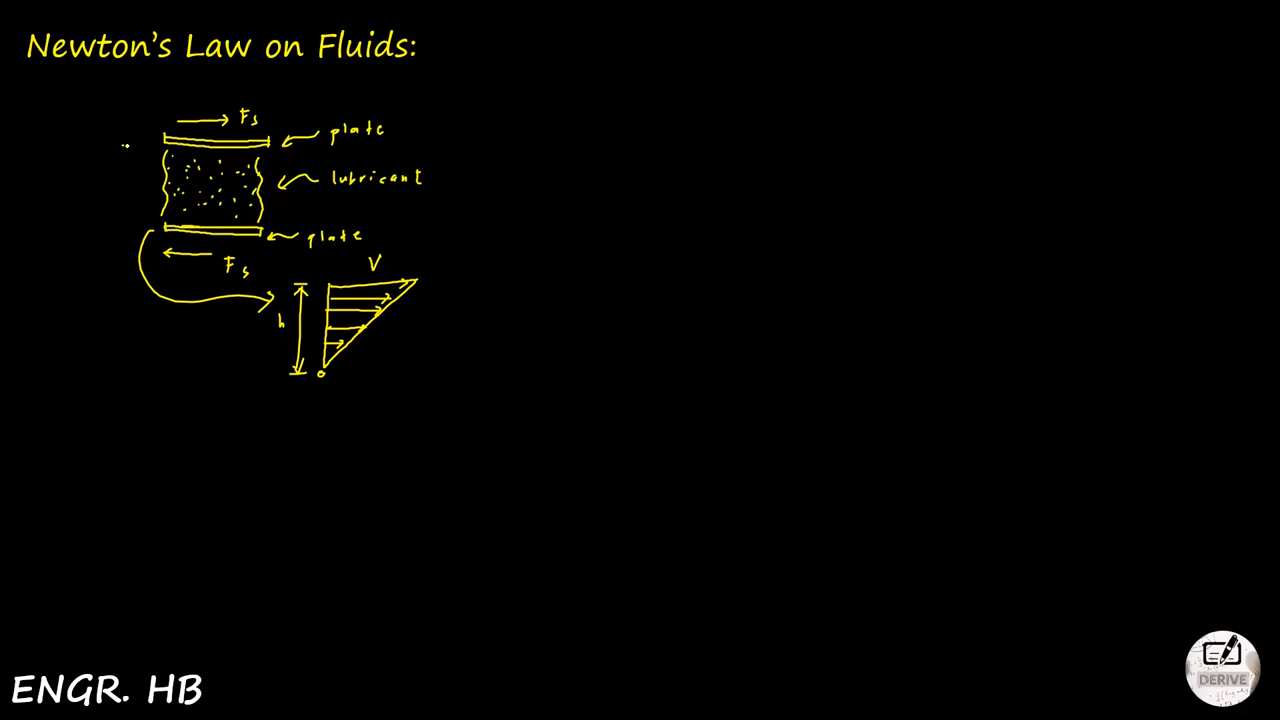 Newton's Law on Fluids:
Fs
plate
lubricant
plate
Fs
V
h
o
ENGR. HB
DERIVE